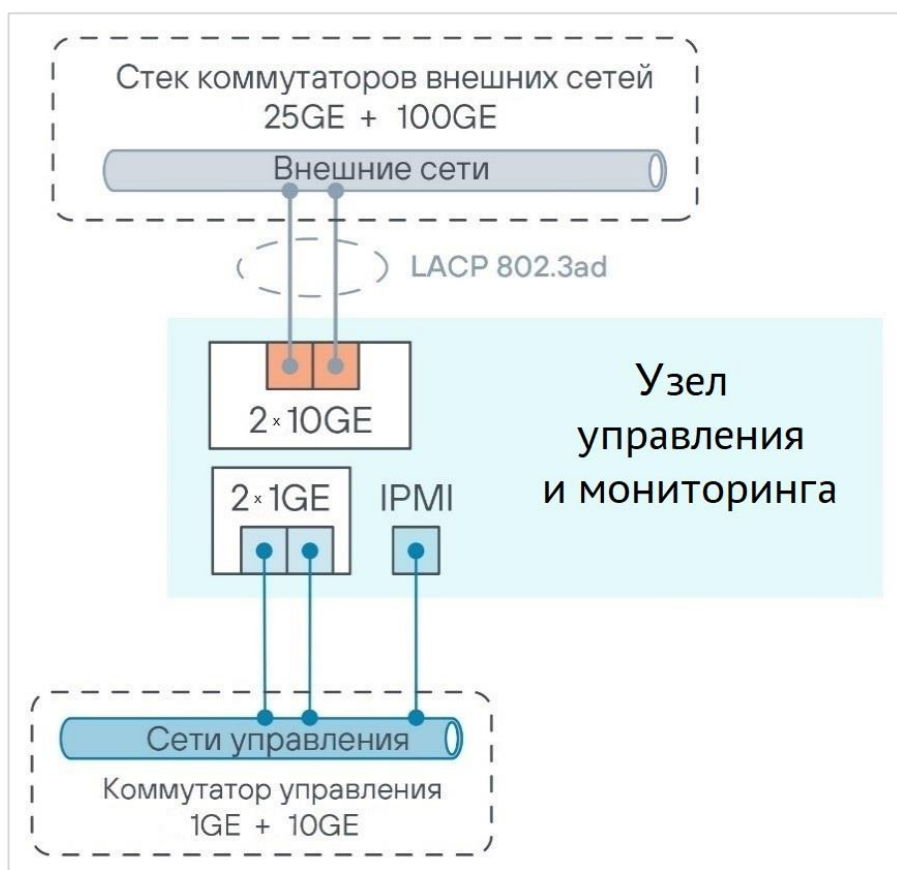 Стек коммутаторов внешних сетей
25GE + 100GE
Внешние сети
LACP 802.3ad
2 x 10GE
Узел
управления
и мониторинга
2 x 1GE
IPMI
Сети управления
Коммутатор управления
1GE + 10GE